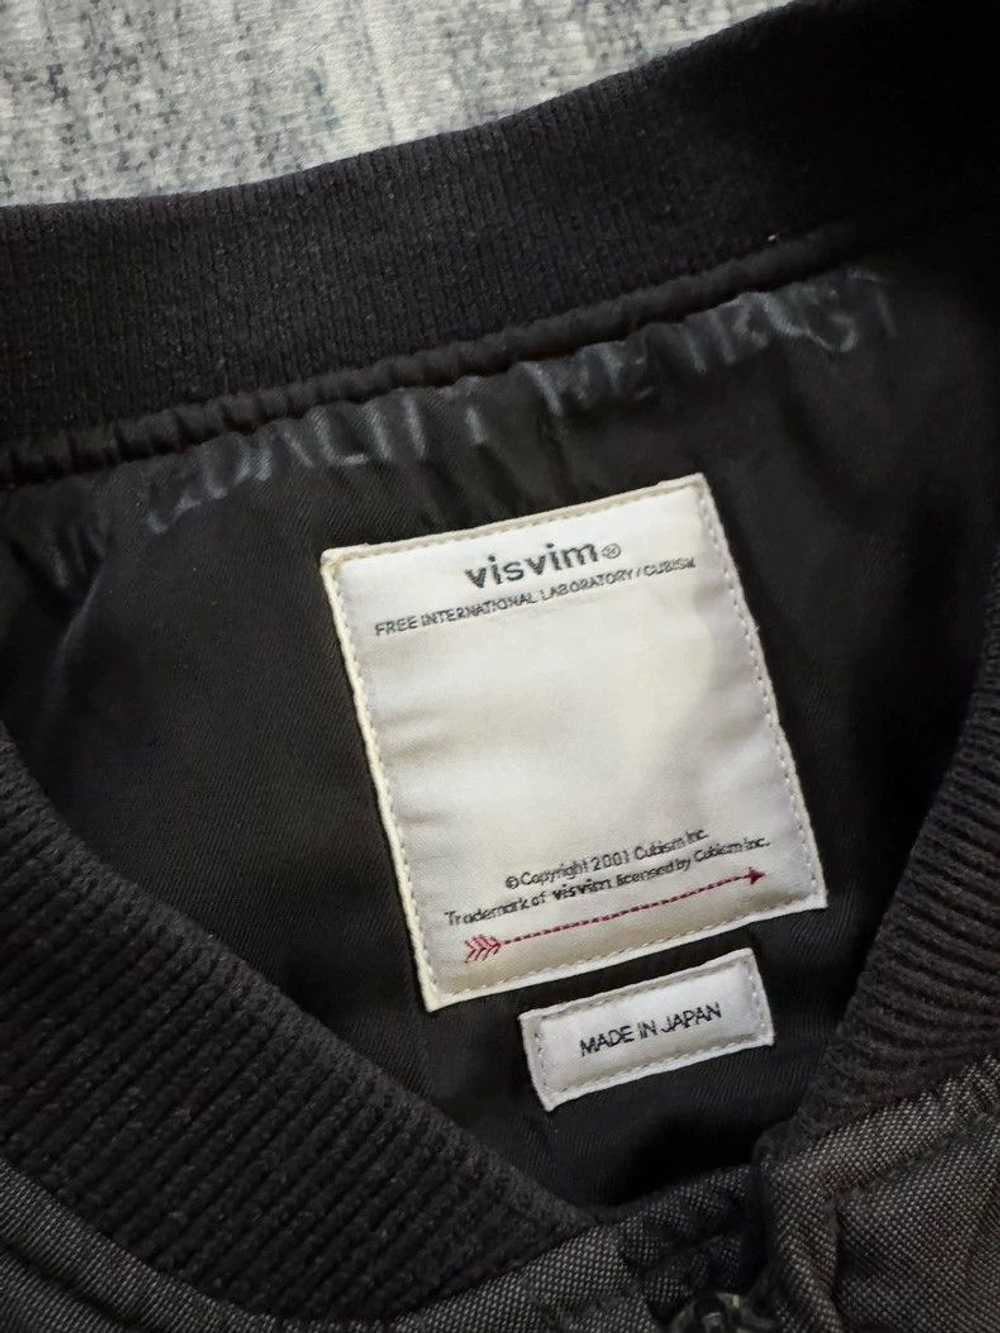 visvim®
FREE INTERNATIONAL LABORATORY / CUBISM
© Copyright 2001 Cubism Inc.
Trademark of visvim licensed by Cubism Inc.
MADE IN JAPAN